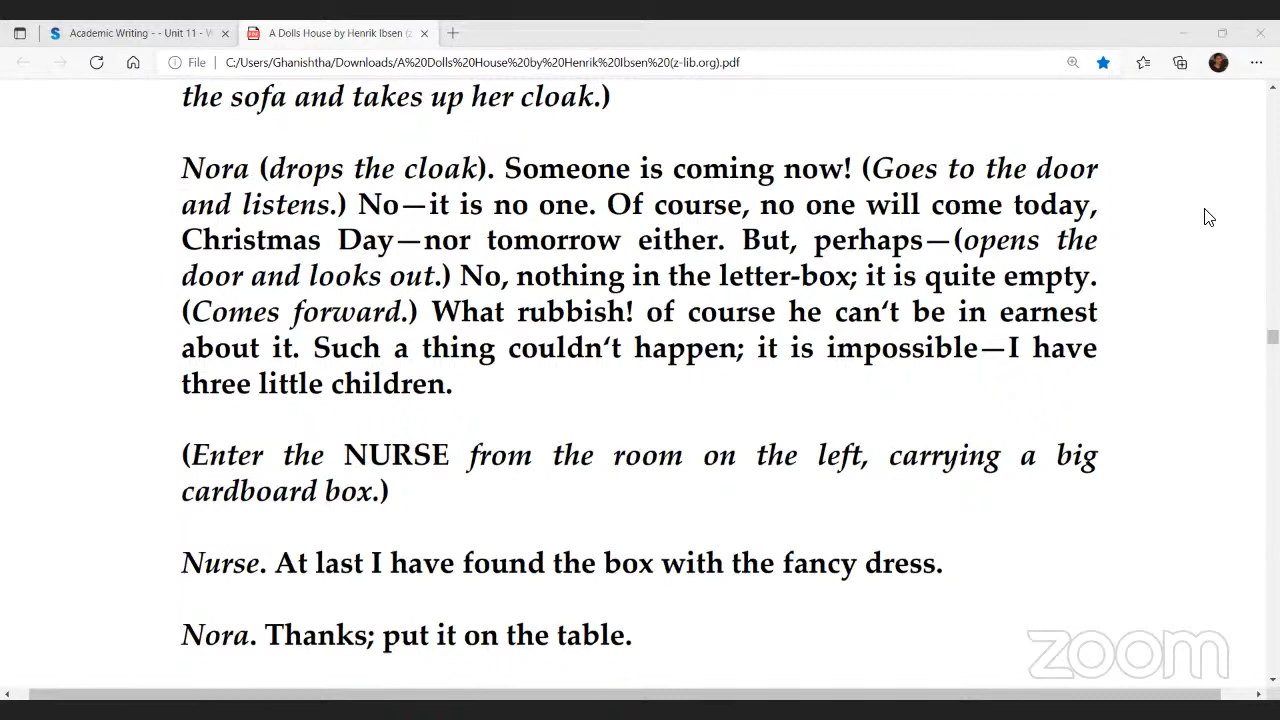 Academic Writing - - Unit 11 - W
A Dolls House by Henrik Ibsen (z
File
C:/Users/Ghanishtha/Downloads/A%20Dolls%20House%20by%20Henrik%20Ibsen%20(z-lib.org).pdf
the sofa and takes up her cloak.)
Nora (drops the cloak). Someone is coming now! (Goes to the door
and listens.) No—it is no one. Of course, no one will come today,
Christmas Day—nor tomorrow either. But, perhaps—(opens the
door and looks out.) No, nothing in the letter-box; it is quite empty.
(Comes forward.) What rubbish! of course he can‘t be in earnest
about it. Such a thing couldn‘t happen; it is impossible—I have
three little children.
(Enter the NURSE from the room on the left, carrying a big
cardboard box.)
Nurse. At last I have found the box with the fancy dress.
Nora. Thanks; put it on the table.
zoom